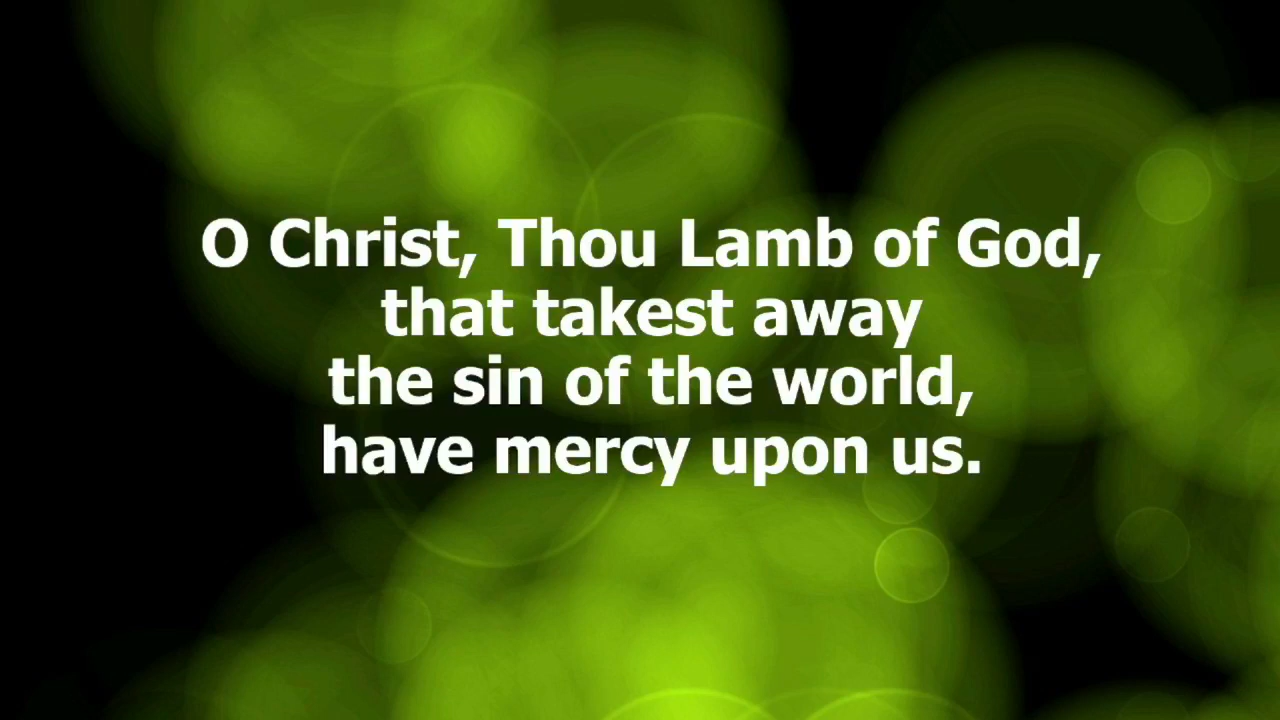 O Christ, Thou Lamb of God,
that takest away
the sin of the world,
have mercy upon us.